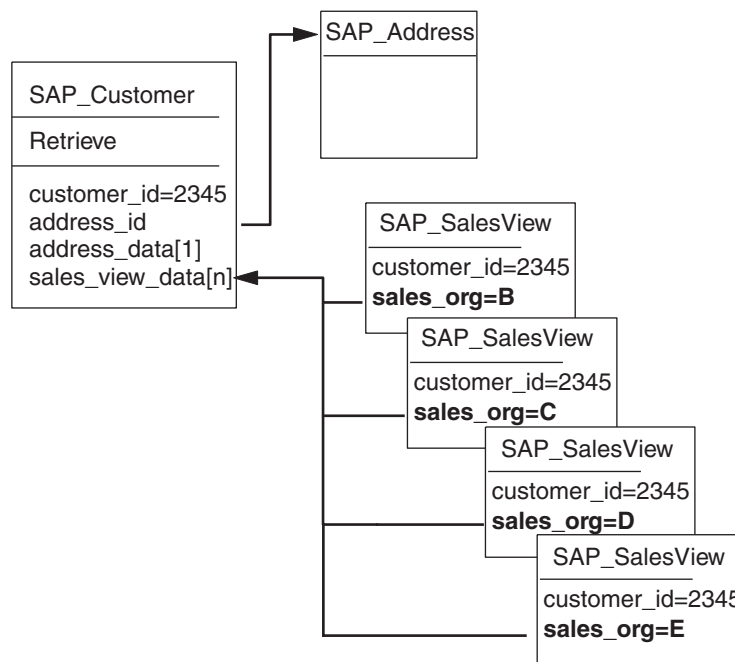 SAP_Address
SAP_Customer
Retrieve
customer_id=2345
address_id
address_data[1]
sales_view_data[n]
SAP_SalesView
customer_id=2345
sales_org=B
SAP_SalesView
customer_id=2345
sales_org=C
SAP_SalesView
customer_id=2345
sales_org=D
SAP_SalesView
customer_id=2345
sales_org=E